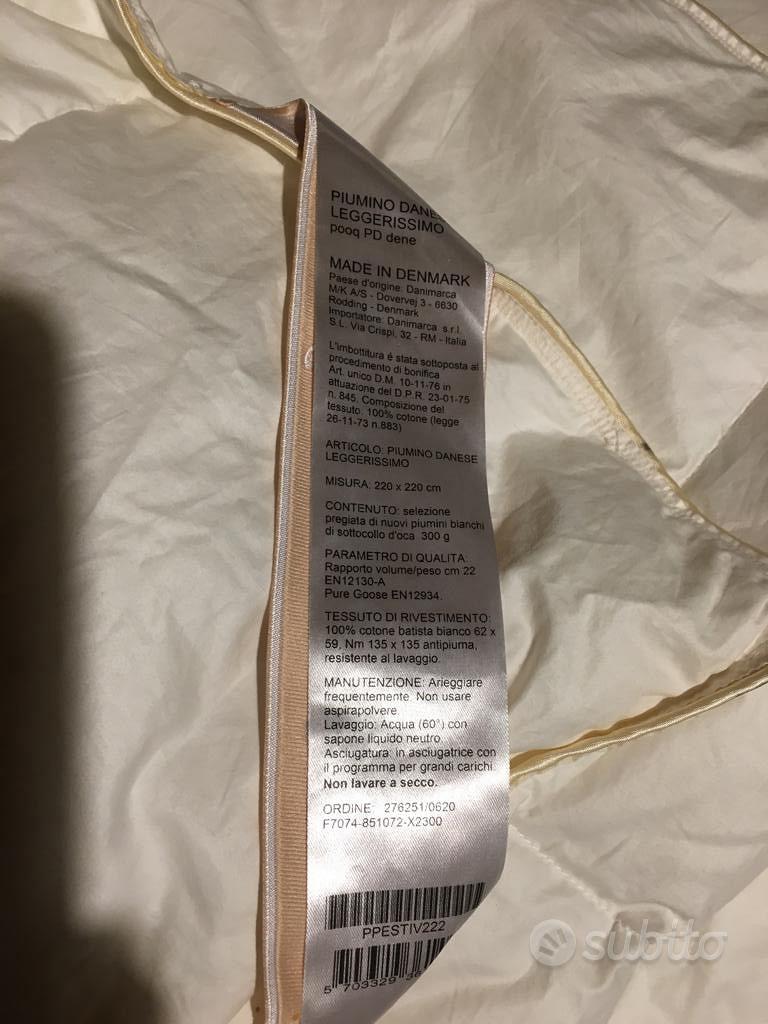 PIUMINO DANESE
LEGGERISSIMO
pooq PD dene
MADE IN DENMARK
Paese d'origine: Danimarca
M/K A/S - Dovervej 3 - 6630
Rodding - Denmark
Importatore: Danimarca s.r.l.
S.L. Via Crispi, 32 - RM - Italia
L'imbottitura é stata sottoposta al
procedimento di bonifica
Art. unico D.M. 10-11-76 in
attuazione del D.P.R. 23-01-75
n. 845. Composizione del
tessuto: 100% cotone (legge
26-11-73 n.883)
ARTICOLO: PIUMINO DANESE
LEGGERISSIMO
MISURA: 220 x 220 cm
CONTENUTO: selezione
pregiata di nuovi piumini bianchi
di sottocollo d'oca 300 g
PARAMETRO DI QUALITA:
Rapporto volume/peso cm 22
EN12130-A
Pure Goose EN12934.
TESSUTO DI RIVESTIMENTO:
100% cotone batista bianco 62 x
59, Nm 135 x 135 antipiuma,
resistente al lavaggio.
MANUTENZIONE: Arieggiare
frequentemente. Non usare
aspirapolvere.
Lavaggio: Acqua (60°) con
sapone liquido neutro.
Asciugatura: in asciugatrice con
il programma per grandi carichi.
Non lavare a secco.
ORDINE: 276251/0620
F7074-851072-X2300
PPESTIV222
5 703329
subito